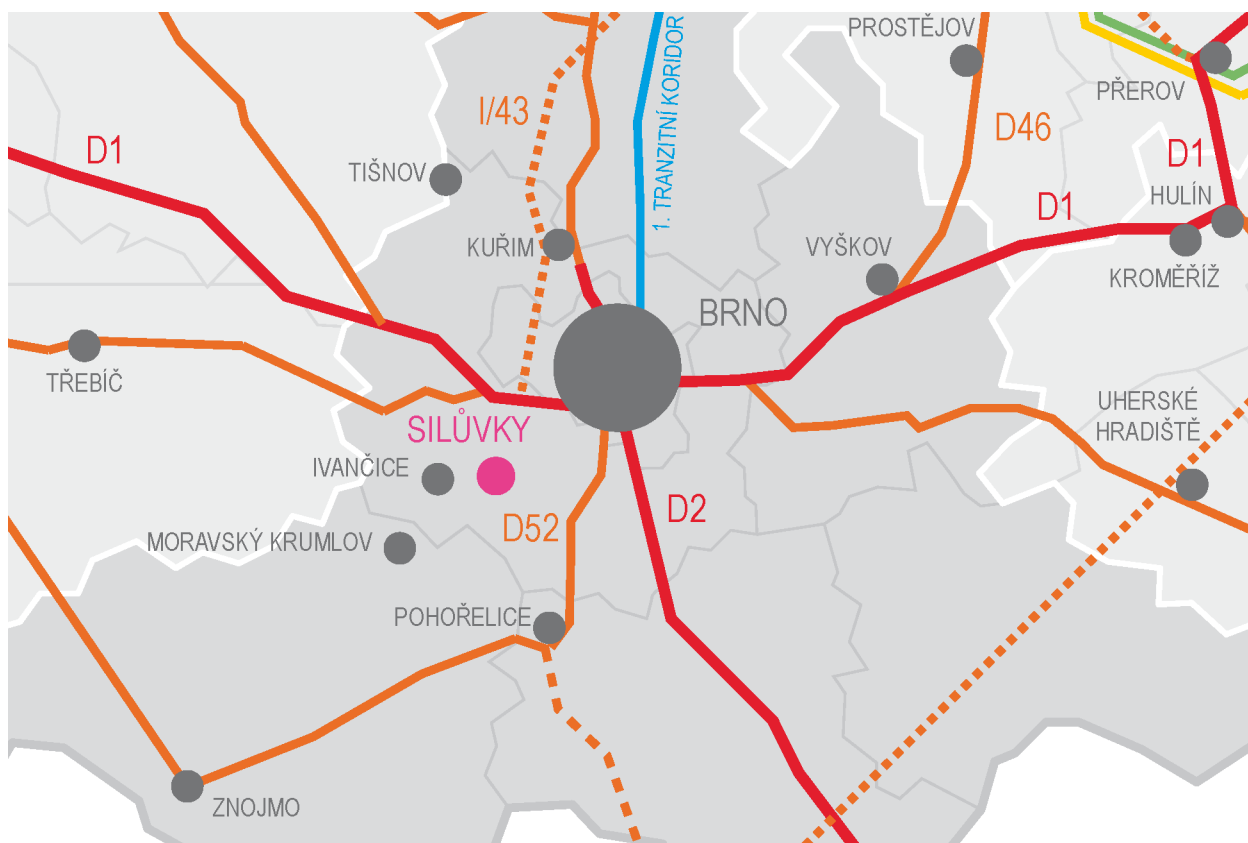 PROSTĚJOV
PŘEROV
I/43
D46
D1
D1
TIŠNOV
1. TRANZITNÍ KORIDOR
HULÍN
D1
KUŘIM
VYŠKOV
KROMĚŘÍŽ
BRNO
TŘEBÍČ
UHERSKÉ
HRADIŠTĚ
SILŮVKY
IVANČICE
D2
D52
MORAVSKÝ KRUMLOV
POHOŘELICE
ZNOJMO